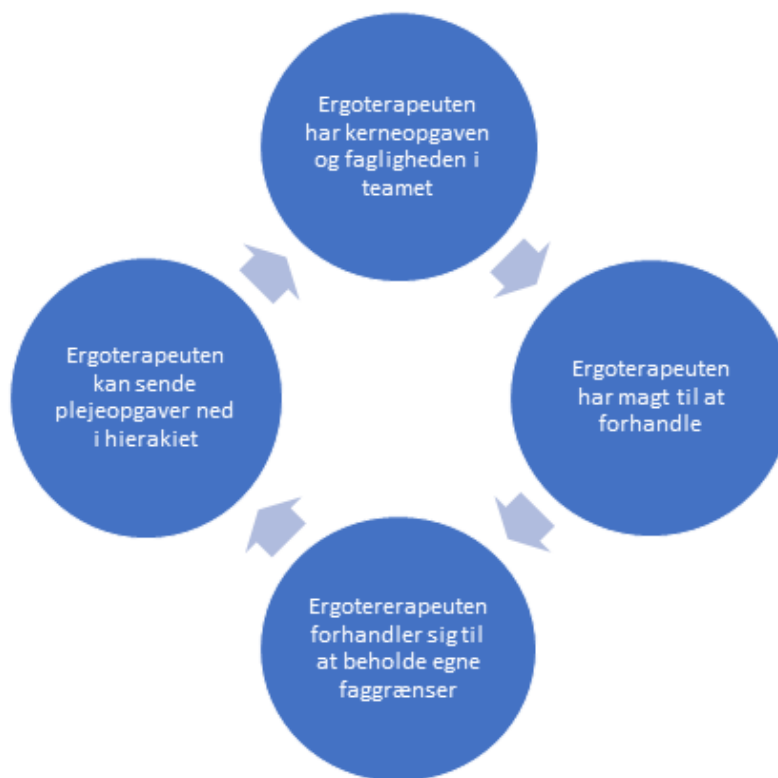 Ergoterapeuten
har kerneopgaven
og fagligheden i
teamet
Ergoterapeuten
har magt til at
forhandle
Ergotererapeuten
forhandler sig til
at beholde egne
faggrænser
Ergoterapeuten
kan sende
plejeopgaver ned
i hierakiet